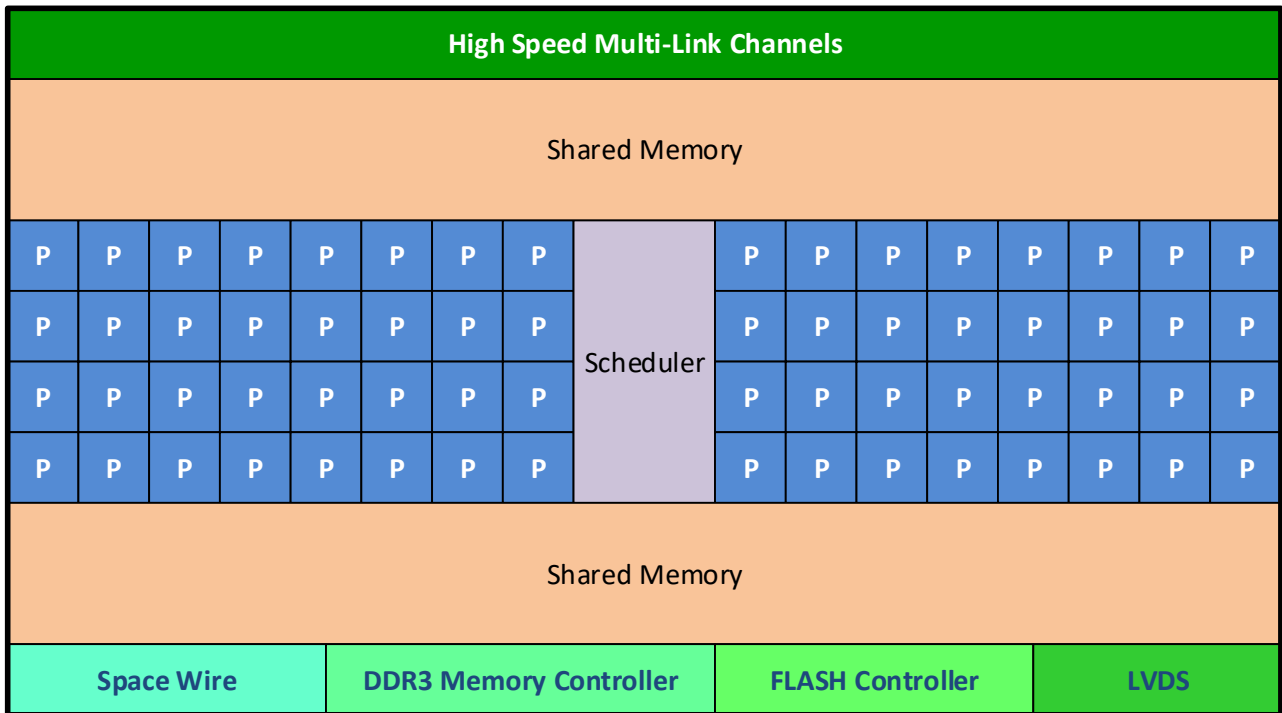 High Speed Multi-Link Channels
Shared Memory
P P P P P P P P P P P P P P P P
P P P P P P P P P P P P P P P P
Scheduler
P P P P P P P P P P P P P P P P
P P P P P P P P P P P P P P P P
Shared Memory
Space Wire DDR3 Memory Controller FLASH Controller LVDS